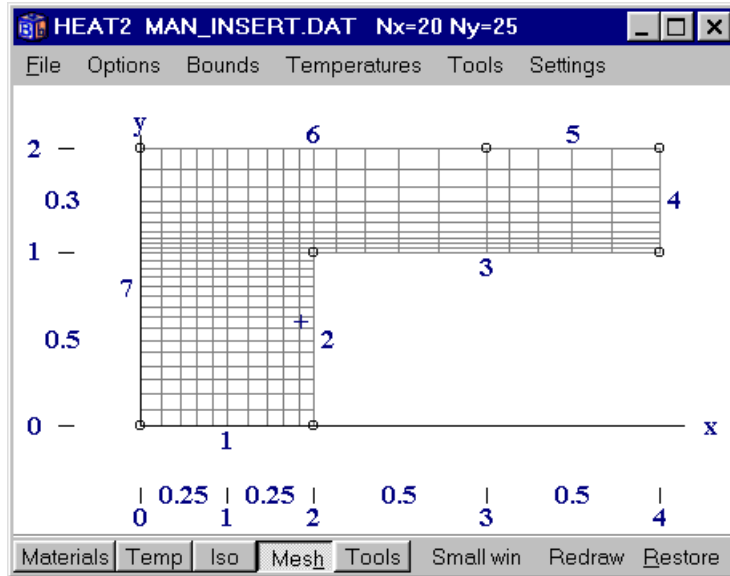 HEAT2 MAN_INSERT.DAT Nx=20 Ny=25
File Options Bounds Temperatures Tools Settings
y
2 6 5
0.3 4
1
3
7
0.5 2
0 x
1
0.25 0.25 0.5 0.5
0 1 2 3 4
Materials Temp Iso Mesh Tools Small win Redraw Restore